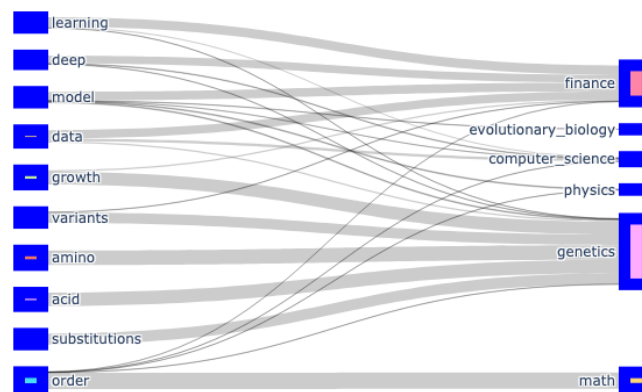 learning
deep
model
data
growth
variants
amino
acid
substitutions
order
finance
evolutionary_biology
computer_science
physics
genetics
math